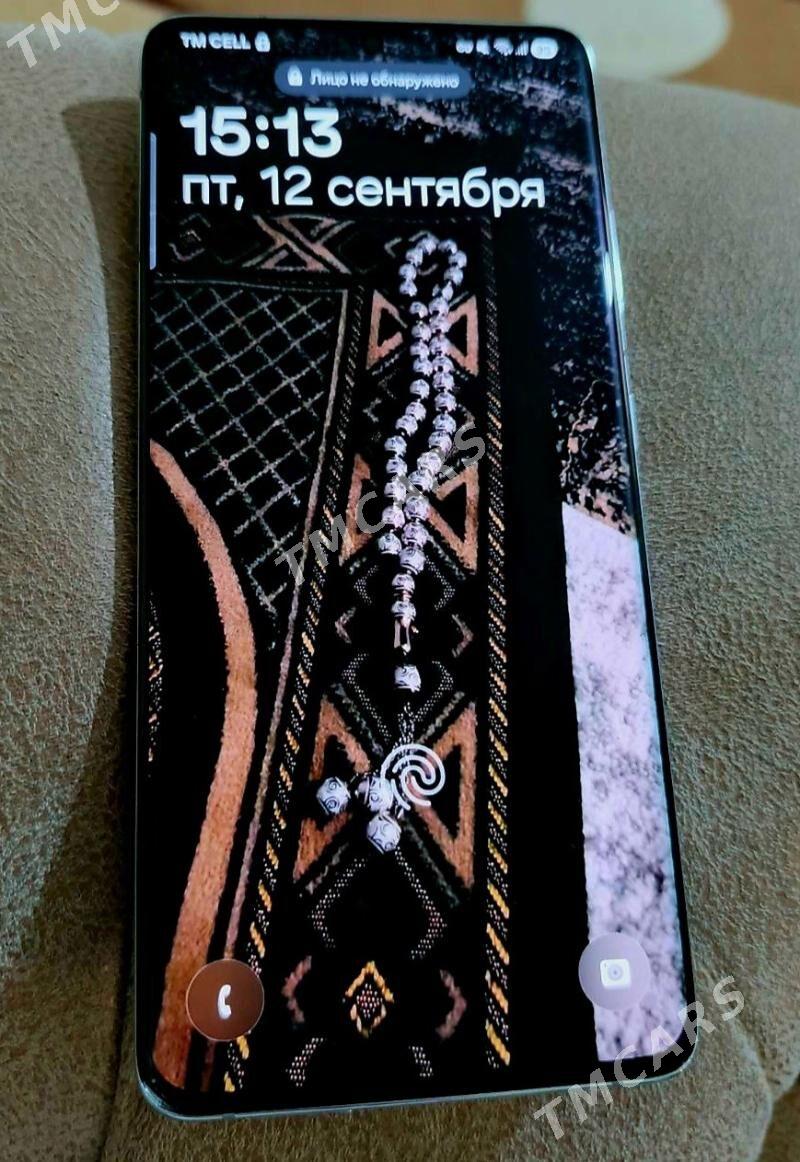 TMCARS
TM CELL
Лицо не обнаружено
15:13
пт, 12 сентября
TMCARS
TMCARS